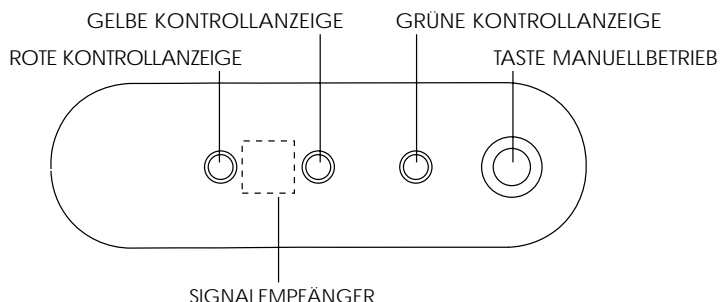 GELBE KONTROLLANZEIGE
GRÜNE KONTROLLANZEIGE
ROTE KONTROLLANZEIGE
TASTE MANUELLBETRIEB
SIGNALEMPFÄNGER